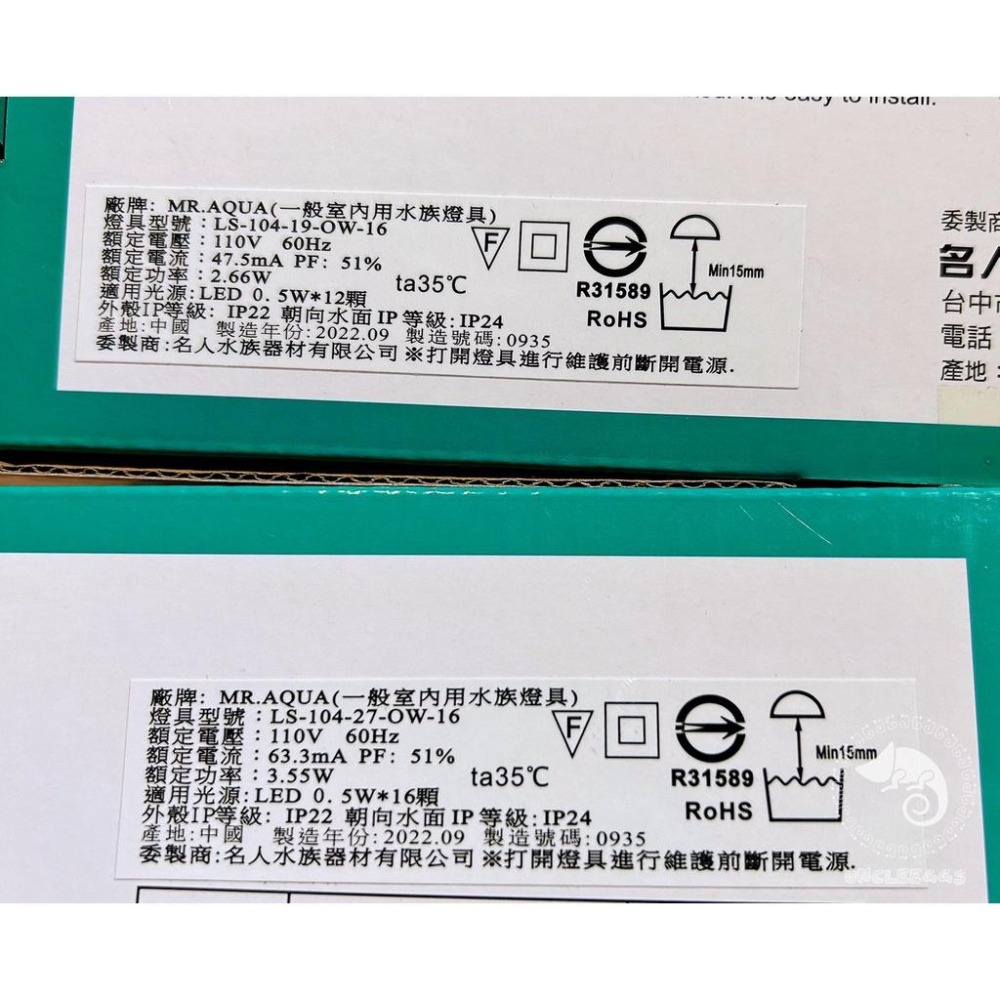 easy to install.
廠牌: MR.AQUA(一般室內用水族燈具)
燈具型號:LS-104-19-OW-16
額定電壓:110V 60Hz
額定電流:47.5mA PF: 51%
額定功率:2.66W
ta35℃
適用光源:LED 0.5W*12顆
外殼IP等級: IP22 朝向水面IP等級:IP24
產地:中國 製造年份:2022.09 製造號碼:0935
委製商:名人水族器材有限公司※打開燈具進行維護前斷開電源.
F
R31589
RoHS
Min15mm
委製商
名人
台中市
電話
產地:
廠牌: MR.AQUA(一般室內用水族燈具)
燈具型號:LS-104-27-OW-16
額定電壓:110V 60Hz
額定電流:63.3mA PF: 51%
額定功率:3.55W
ta35℃
適用光源:LED 0.5W*16顆
外殼IP等級: IP22 朝向水面IP等級:IP24
產地:中國 製造年份:2022.09 製造號碼:0935
委製商:名人水族器材有限公司※打開燈具進行維護前斷開電源.
F
R31589
RoHS
Min15mm